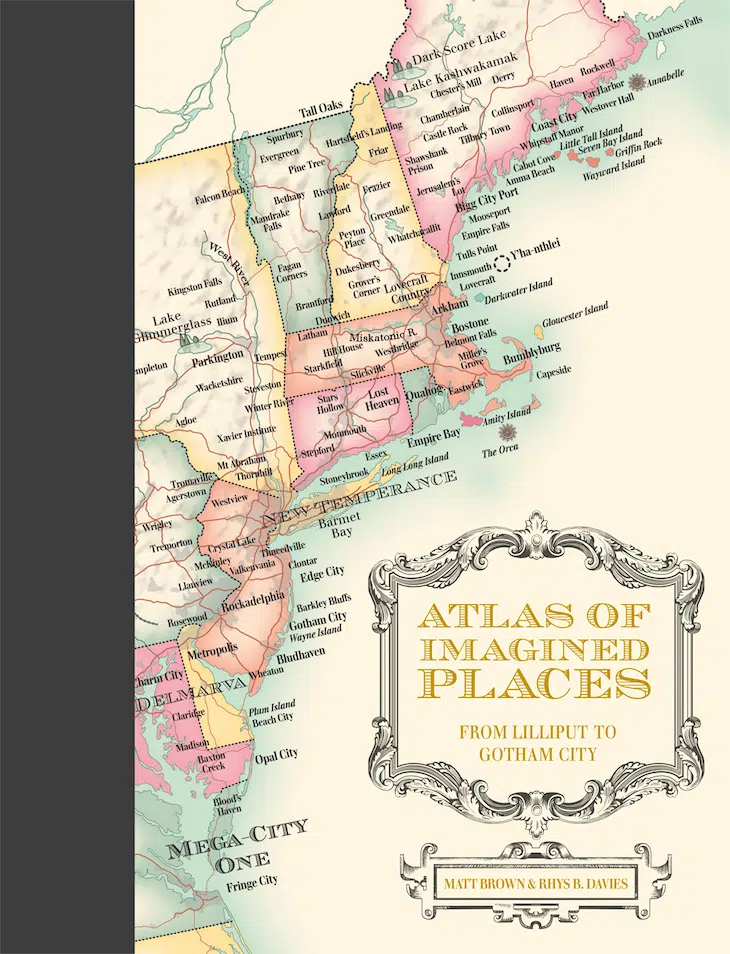 Darkness Falls
Dark Score Lake
Lake Kashwakamak
Chester's Mill
Derry
Haven
Rockwell
Annabelle
Tall Oaks
Collinsport
Far Harbor
Westover Hall
Spurbury
Hartsfield's Landing
Chamberlain
Castle Rock
Tilbury Town
Coast City
Whipstaff Manor
Little Tall Island
Seven Bay Island
Griffin Rock
Wayward Island
Evergreen
Pine Tree
Friar
Shawshank
Prison
Cabot Cove
Amma Beach
Falcon Beach
Bethany
Riverdale
Frazier
Jerusalem's
Lot
Bigg City Port
Mooseport
Empire Falls
Mandrake
Falls
Lawford
Greendale
Peyton
Place
Whatchacallit
Tulls Point
Y'ha-nthlei
West River
Fagan
Corners
Dukesberry
Grover's
Corner
Lovecraft
Country
Innsmouth
Lovecraft
Darkwater Island
Kingston Falls
Rutland
Ilium
Brantford
Dunwich
Arkham
Gloucester Island
Lake
Glimmerglass
Latham
Miskatonic R.
Bostone
Belmont Falls
Parkington
Tempest
Hill House
Westbridge
Starkfield
Slickville
Miller's
Grove
Bumblyburg
Capeside
Wacketshire
Steveston
Winter River
Stars
Hollow
Lost
Heaven
Quahog
Eastwick
Agloe
Xavier Institute
Monmouth
Amity Island
Stepford
Essex
Empire Bay
The Orca
Mt Abraham
Thornhill
Stoneybrook
Long Long Island
Tromaville
Agerstown
Westview
NEW TEMPERANCE
Barnet
Bay
Wrigley
Tremorton
Crystal Lake
Threedville
McKinley
Valkenvania
Clontar
Llanview
Edge City
Rockadelphia
Barkley Bluffs
Rosewood
Gotham City
Wayne Island
Metropolis
Bludhaven
Charm City
Wheaton
DELMARVA
Plum Island
Beach City
Claridge
Madison
Baxton
Creek
Opal City
Blood's
Haven
MEGA-CITY
ONE
Fringe City
ATLAS OF
IMAGINED
PLACES
FROM LILLIPUT TO
GOTHAM CITY
MATT BROWN & RHYS B. DAVIES